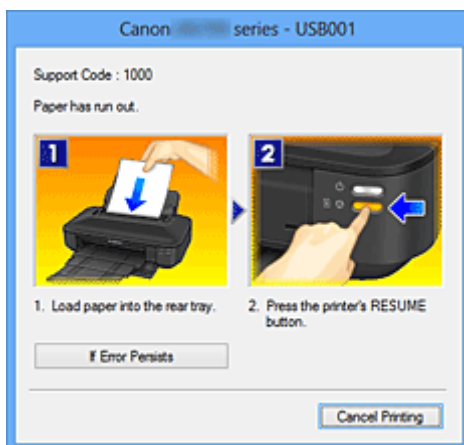 Canon series - USB001
Support Code : 1000
Paper has run out.
1
2
1. Load paper into the rear tray.
2. Press the printer's RESUME
button.
If Error Persists
Cancel Printing